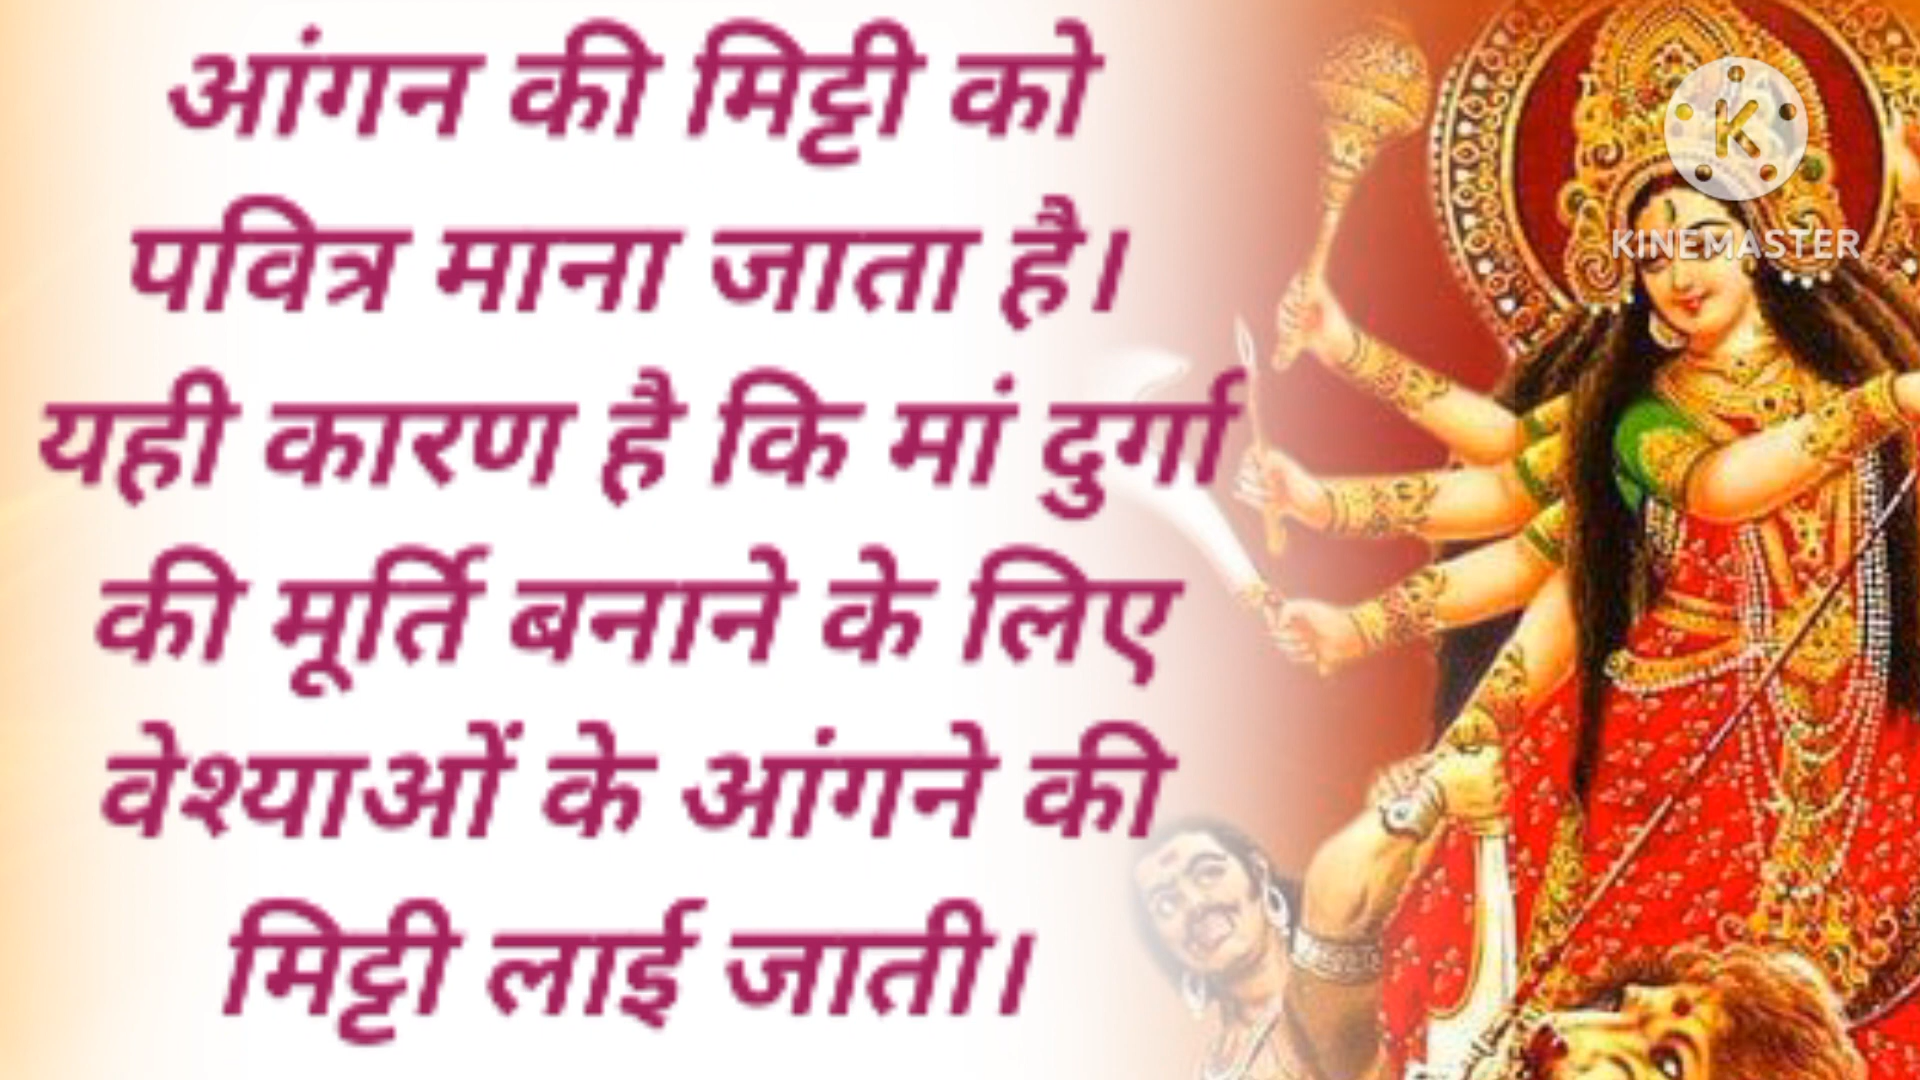 आंगन की मिट्टी को
पवित्र माना जाता है।
यही कारण है कि मां दुर्गा
की मूर्ति बनाने के लिए
वेश्याओं के आंगने की
मिट्टी लाई जाती।
K
KINEMASTER